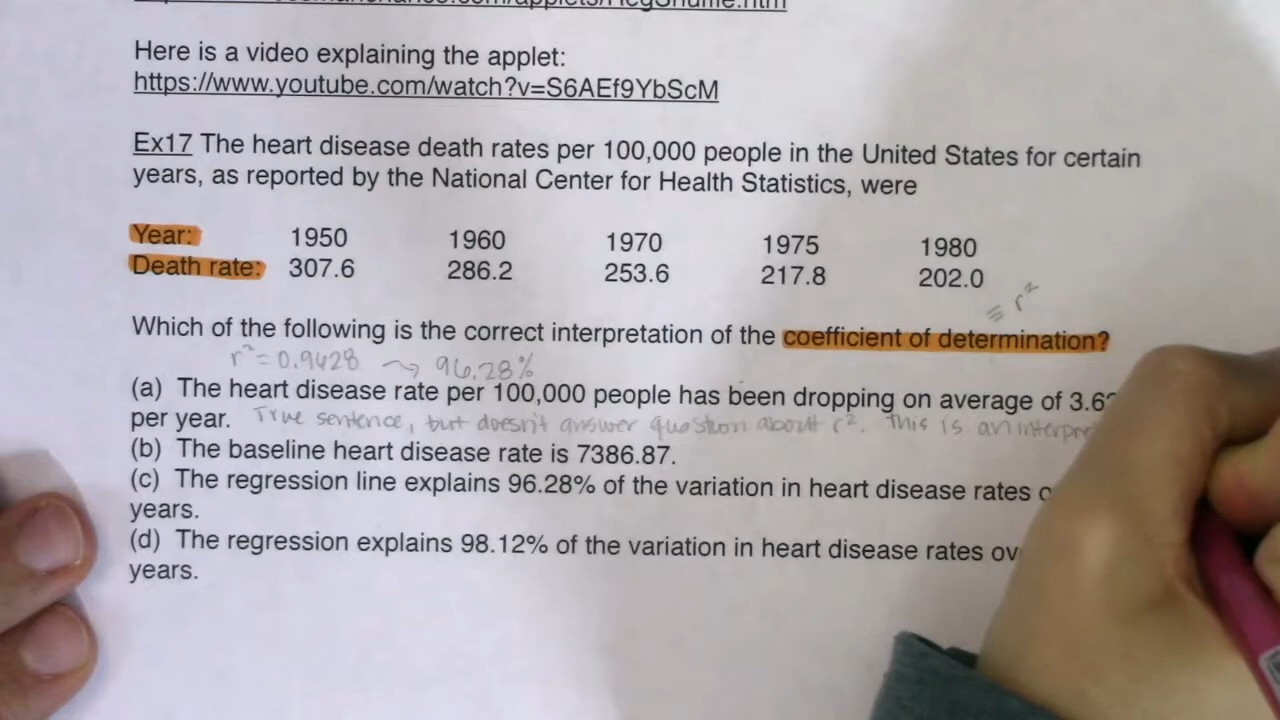 Here is a video explaining the applet:
https://www.youtube.com/watch?v=S6AEf9YbScM
Ex17 The heart disease death rates per 100,000 people in the United States for certain
years, as reported by the National Center for Health Statistics, were
Year: 1950 1960 1970 1975 1980
Death rate: 307.6 286.2 253.6 217.8 202.0
≡ r²
Which of the following is the correct interpretation of the coefficient of determination?
r² = 0.9628 ⤳ 96.28%
(a) The heart disease rate per 100,000 people has been dropping on average of
per year. True sentence, but doesn't answer question about r². This is an
(b) The baseline heart disease rate is 7386.87.
(c) The regression line explains 96.28% of the variation in heart disease rates
years.
(d) The regression explains 98.12% of the variation in heart disease rates
years.